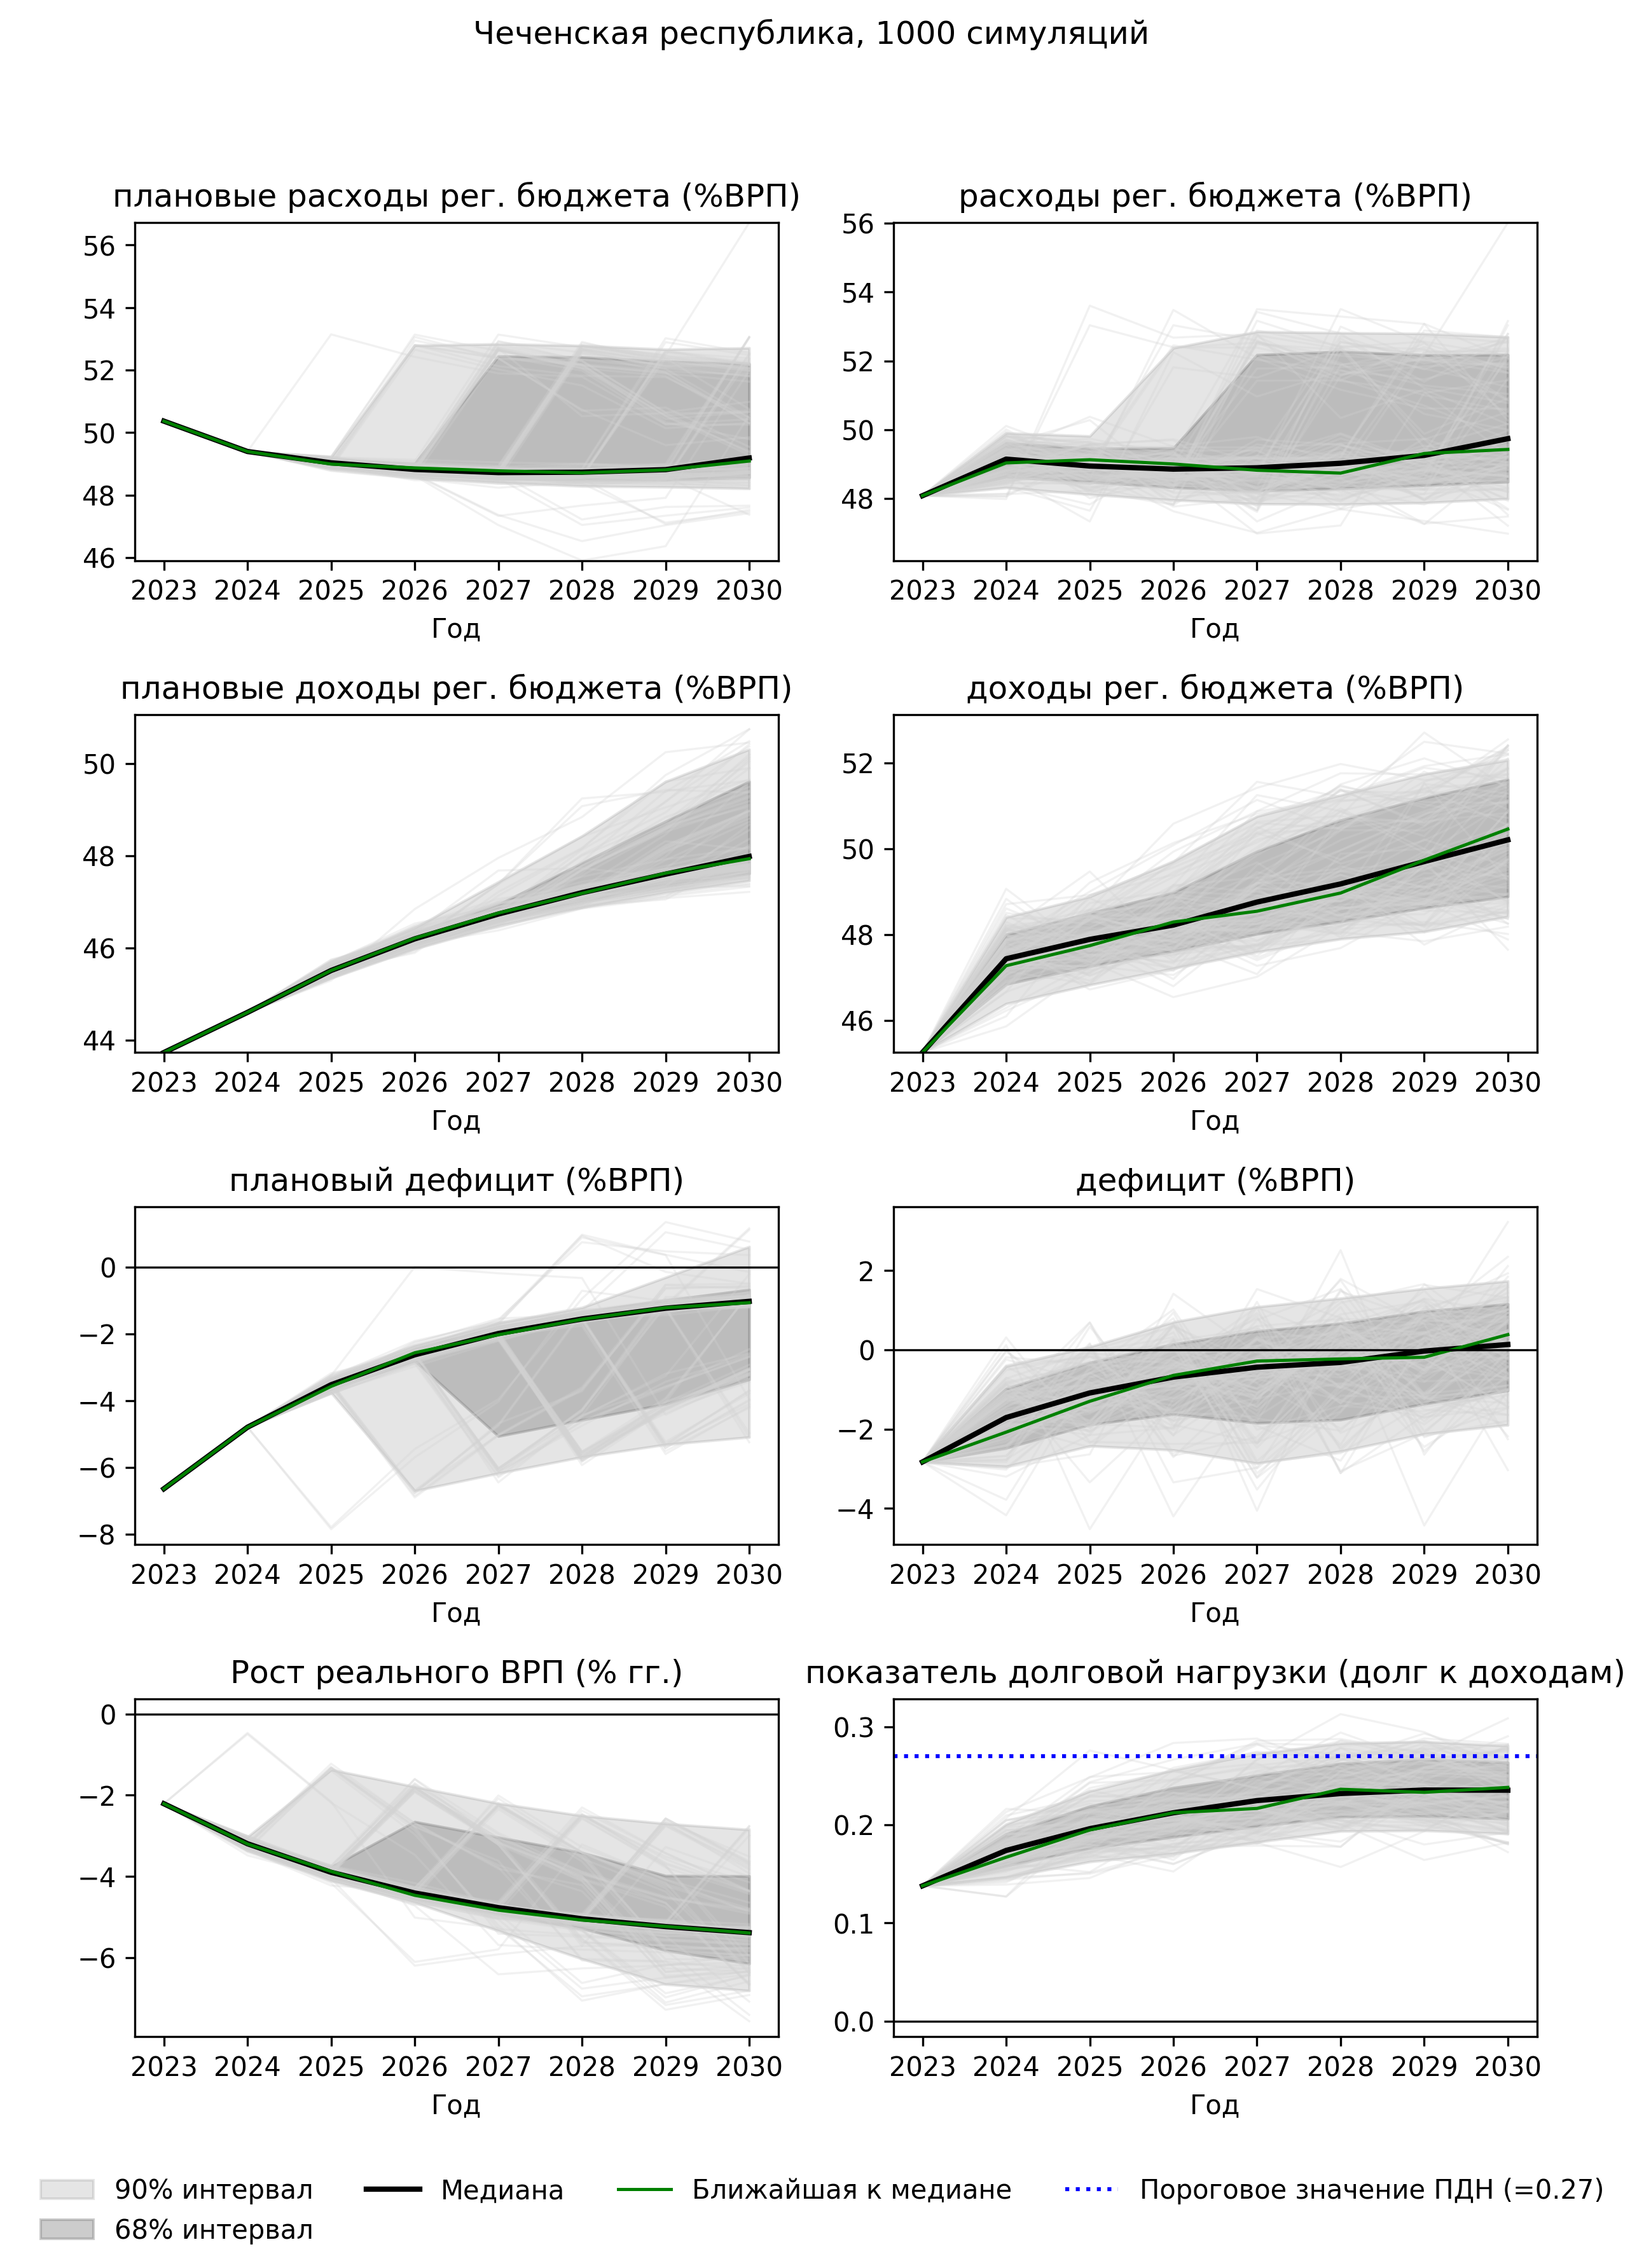 Чеченская республика, 1000 симуляций
плановые расходы рег. бюджета (%ВРП)
56
54
52
50
48
46
2023 2024 2025 2026 2027 2028 2029 2030
Год
расходы рег. бюджета (%ВРП)
56
54
52
50
48
2023 2024 2025 2026 2027 2028 2029 2030
Год
плановые доходы рег. бюджета (%ВРП)
50
48
46
44
2023 2024 2025 2026 2027 2028 2029 2030
Год
доходы рег. бюджета (%ВРП)
52
50
48
46
2023 2024 2025 2026 2027 2028 2029 2030
Год
плановый дефицит (%ВРП)
0
−2
−4
−6
−8
2023 2024 2025 2026 2027 2028 2029 2030
Год
дефицит (%ВРП)
2
0
−2
−4
2023 2024 2025 2026 2027 2028 2029 2030
Год
Рост реального ВРП (% гг.)
0
−2
−4
−6
2023 2024 2025 2026 2027 2028 2029 2030
Год
показатель долговой нагрузки (долг к доходам)
0.3
0.2
0.1
0.0
2023 2024 2025 2026 2027 2028 2029 2030
Год
90% интервал
68% интервал
Медиана
Ближайшая к медиане
Пороговое значение ПДН (=0.27)